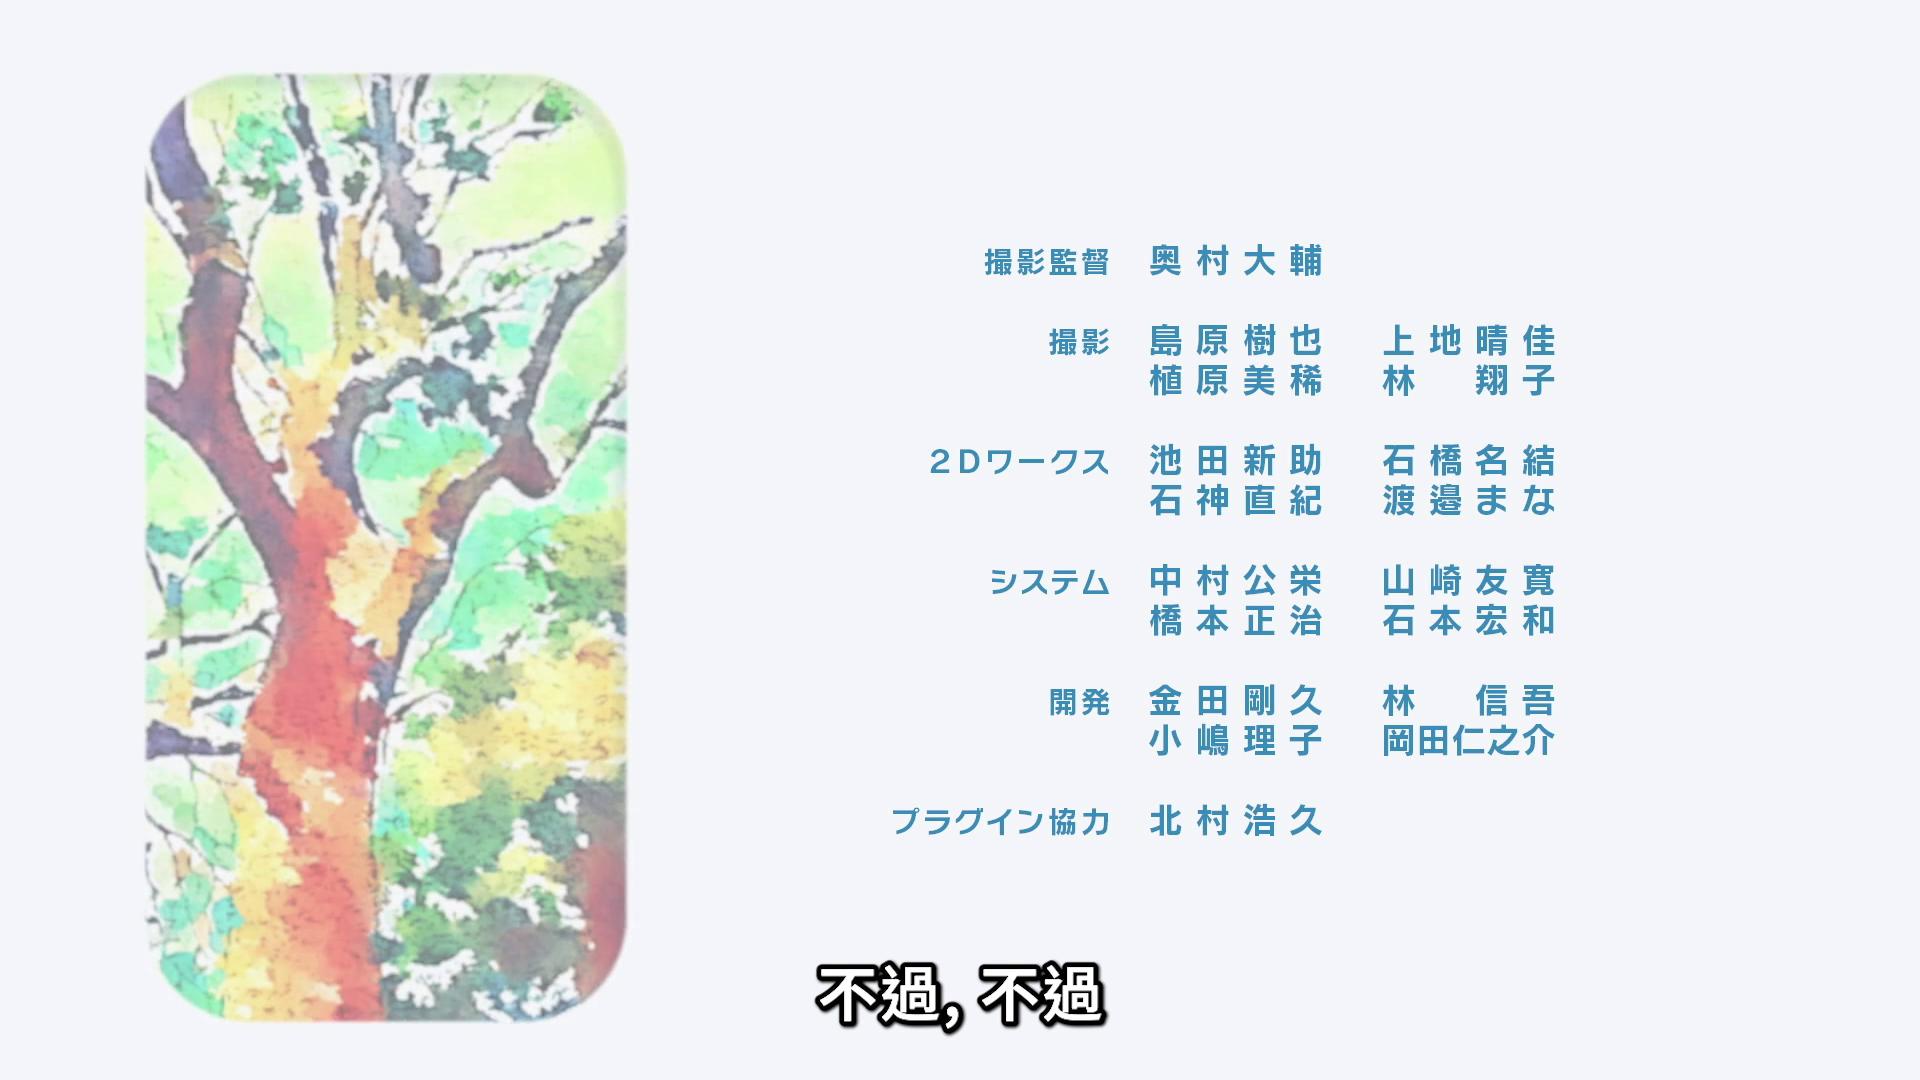 撮影監督 奥村大輔
撮影 島原樹也 上地晴佳
植原美稀 林 翔子
2Dワークス 池田新助 石橋名結
石神直紀 渡邉まな
システム 中村公栄 山崎友寛
橋本正治 石本宏和
開発 金田剛久 林 信吾
小嶋理子 岡田仁之介
プラグイン協力 北村浩久
不過, 不過